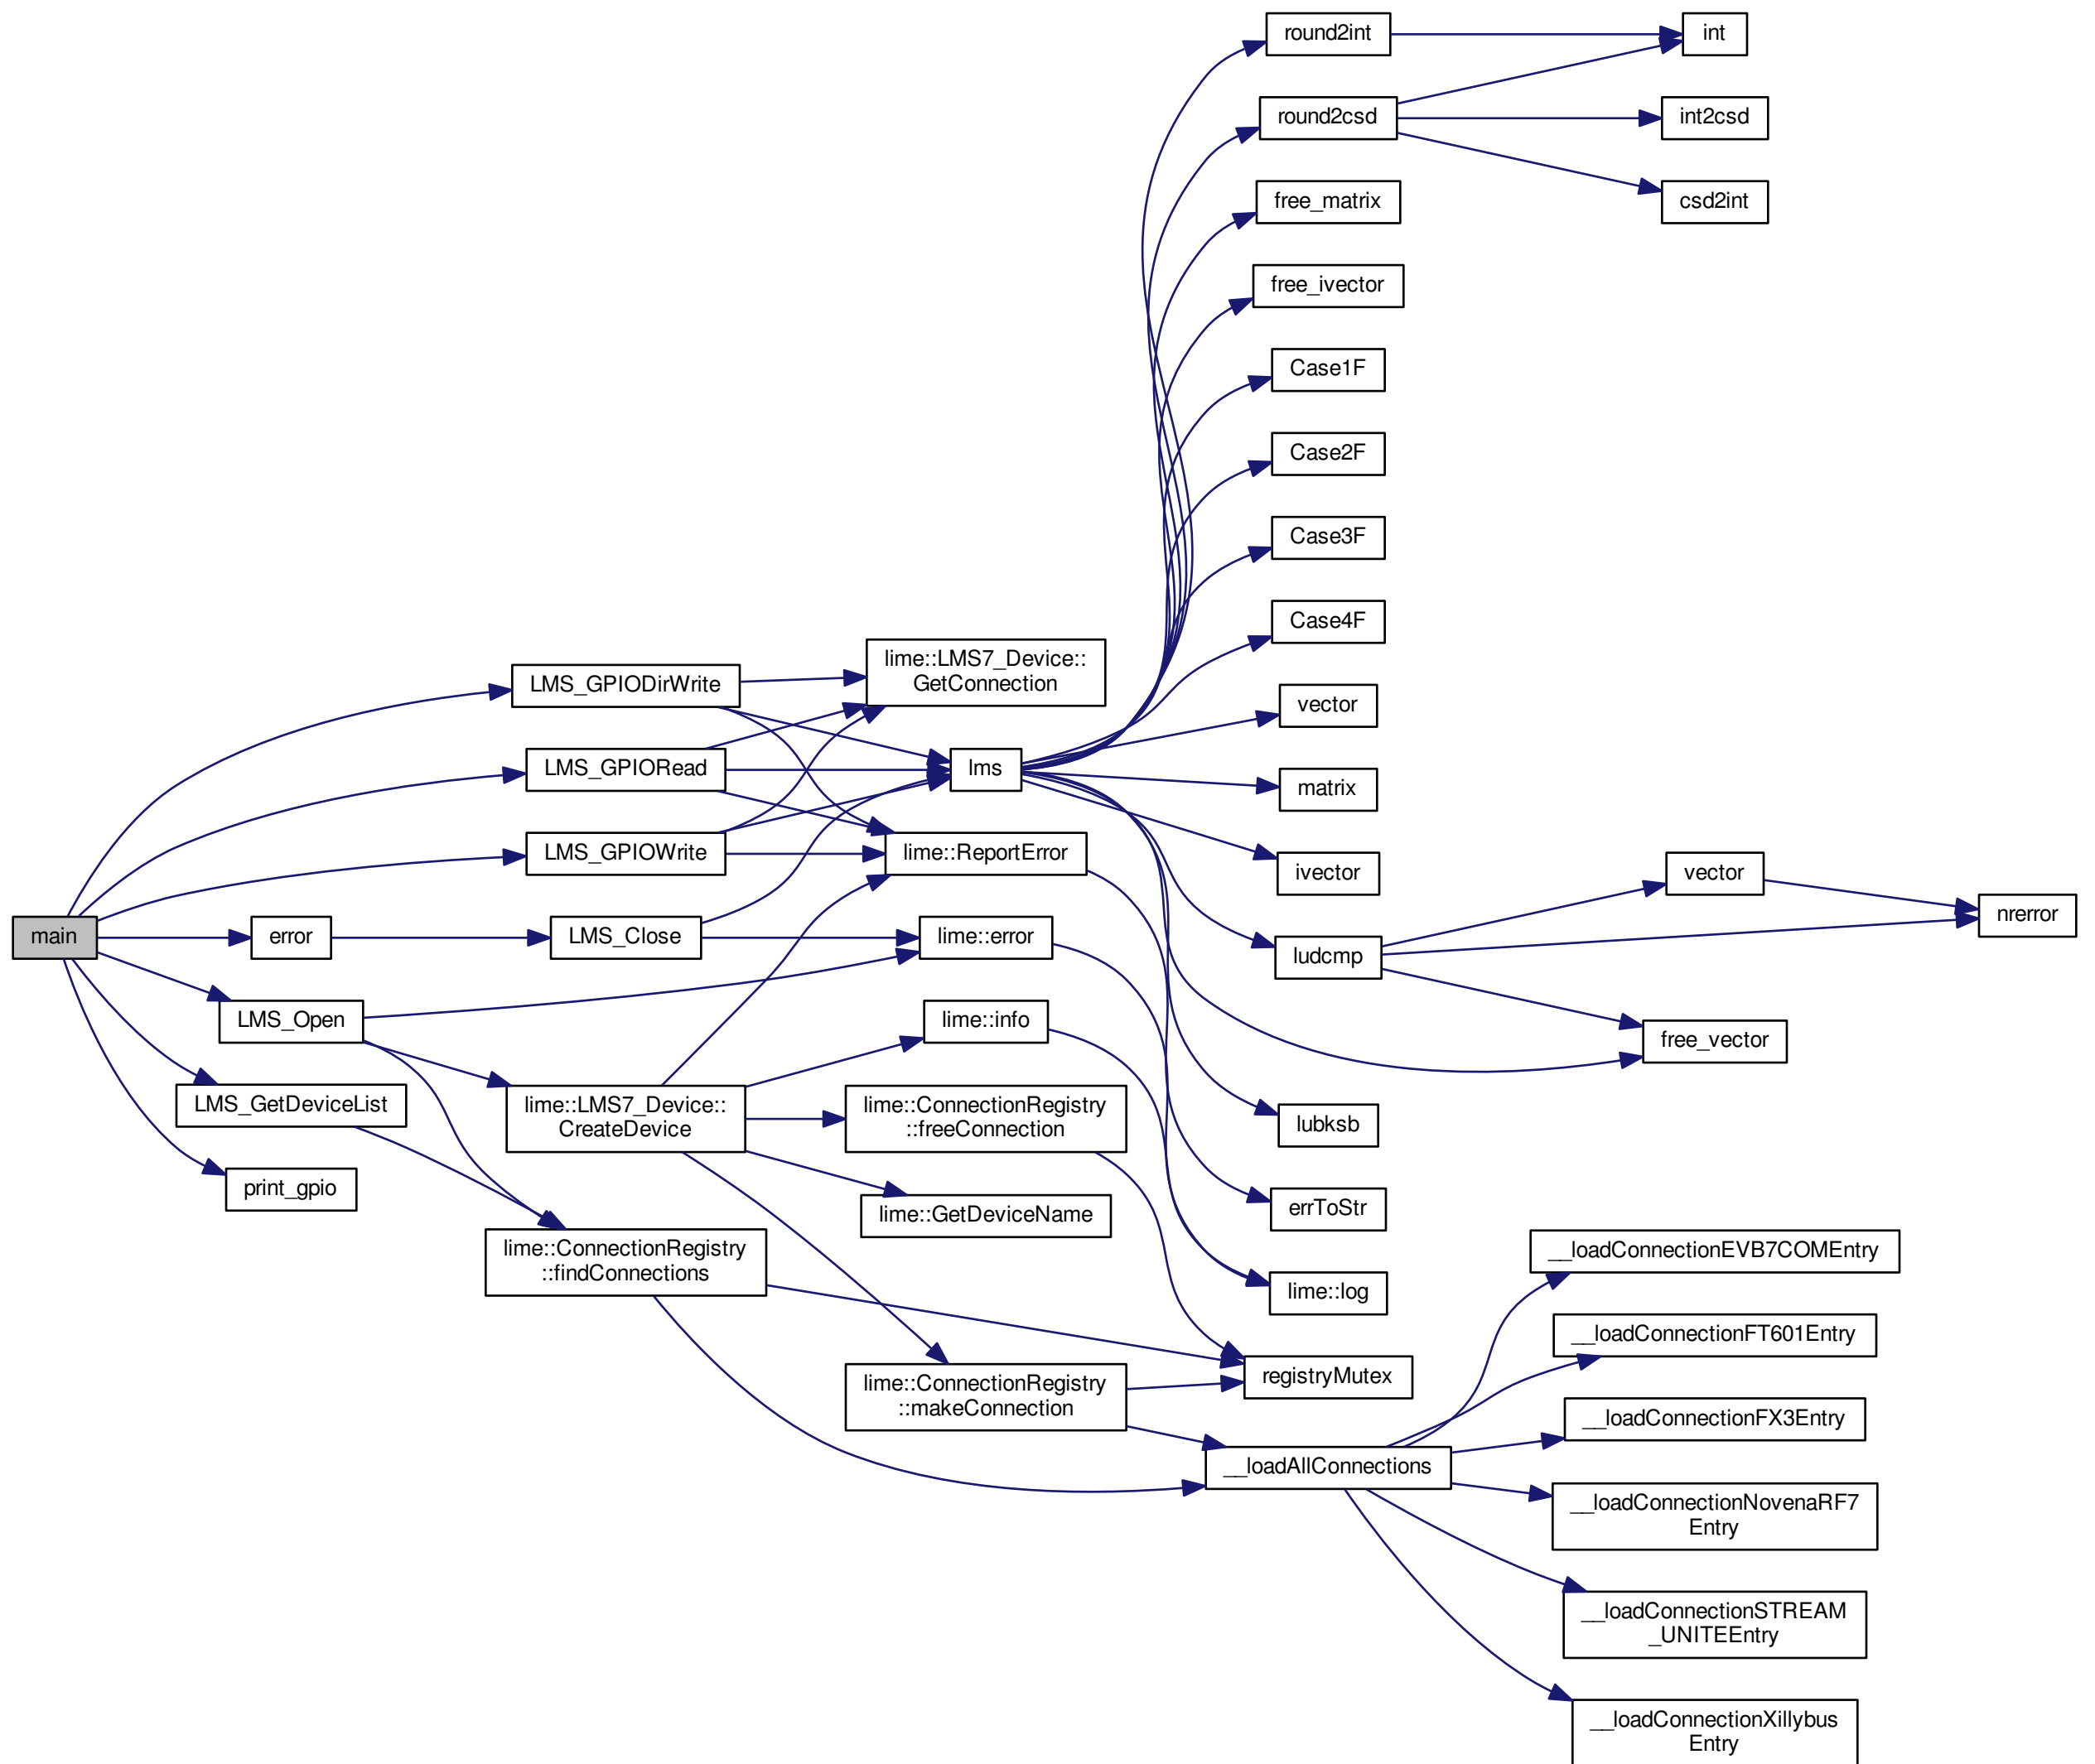 main
LMS_GPIODirWrite
LMS_GPIORead
LMS_GPIOWrite
error
LMS_Open
LMS_GetDeviceList
print_gpio
LMS_Close
lime::LMS7_Device::
CreateDevice
lime::ConnectionRegistry
::findConnections
lime::LMS7_Device::
GetConnection
lms
lime::ReportError
lime::error
lime::info
lime::ConnectionRegistry
::freeConnection
lime::GetDeviceName
lime::ConnectionRegistry
::makeConnection
round2int
round2csd
free_matrix
free_ivector
Case1F
Case2F
Case3F
Case4F
vector
matrix
ivector
ludcmp
lubksb
errToStr
lime::log
registryMutex
__loadAllConnections
int
int2csd
csd2int
vector
free_vector
nrerror
__loadConnectionEVB7COMEntry
__loadConnectionFT601Entry
__loadConnectionFX3Entry
__loadConnectionNovenaRF7
Entry
__loadConnectionSTREAM
_UNITEEntry
__loadConnectionXillybus
Entry